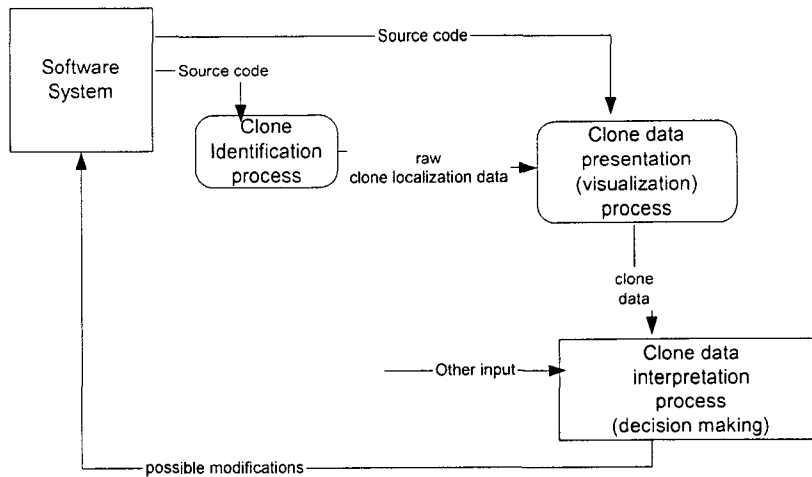 Source code
Software
System
Source code
Clone
Identification
process
raw
clone localization data
Clone data
presentation
(visualization)
process
clone
data
Other input
Clone data
interpretation
process
(decision making)
possible modifications